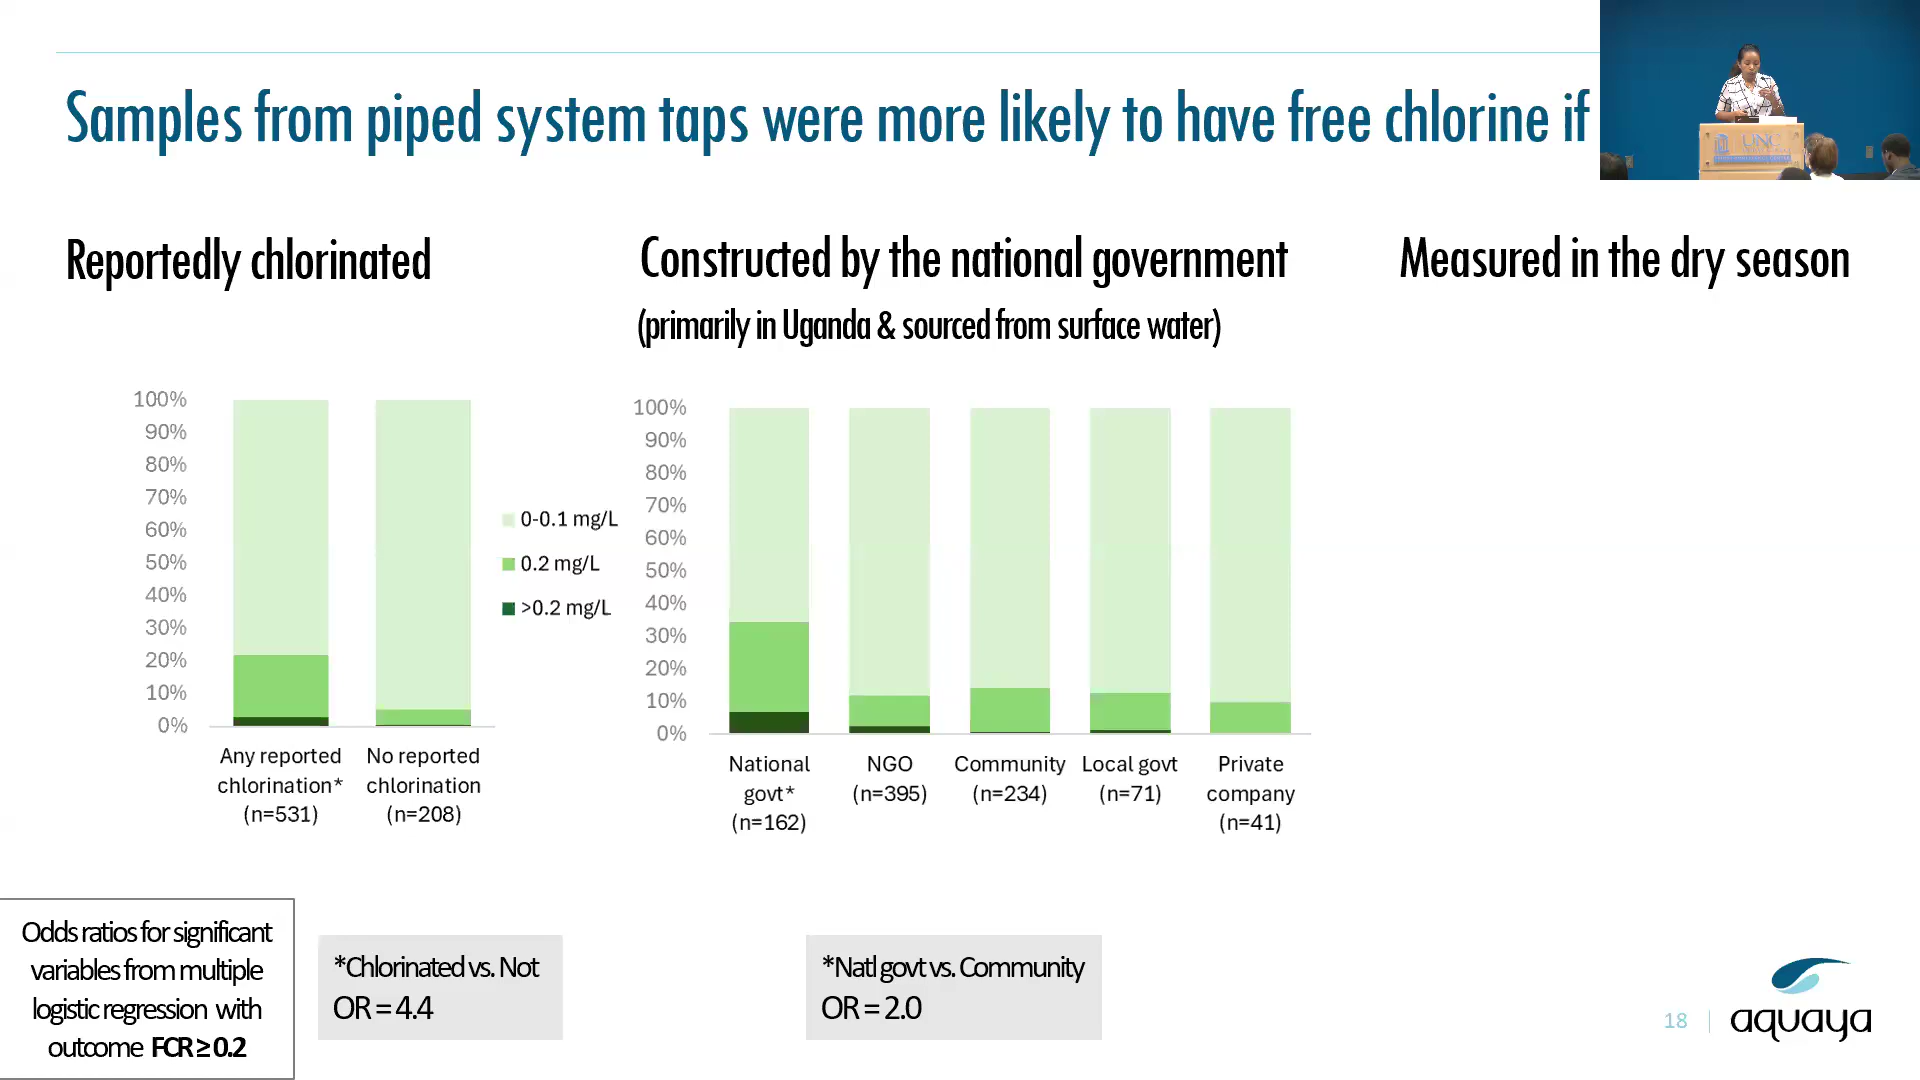 Samples from piped system taps were more likely to have free chlorine if
UNC
Reportedly chlorinated
Constructed by the national government
(primarily in Uganda & sourced from surface water)
Measured in the dry season
100%
90%
80%
70%
60%
50%
40%
30%
20%
10%
0%
Any reported chlorination* (n=531)
No reported chlorination (n=208)
0-0.1 mg/L
0.2 mg/L
>0.2 mg/L
100%
90%
80%
70%
60%
50%
40%
30%
20%
10%
0%
National govt* (n=162)
NGO (n=395)
Community (n=234)
Local govt (n=71)
Private company (n=41)
Odds ratios for significant
variables from multiple
logistic regression with
outcome FCR ≥ 0.2
*Chlorinated vs. Not
OR = 4.4
*Natl govt vs. Community
OR = 2.0
18
aquaya